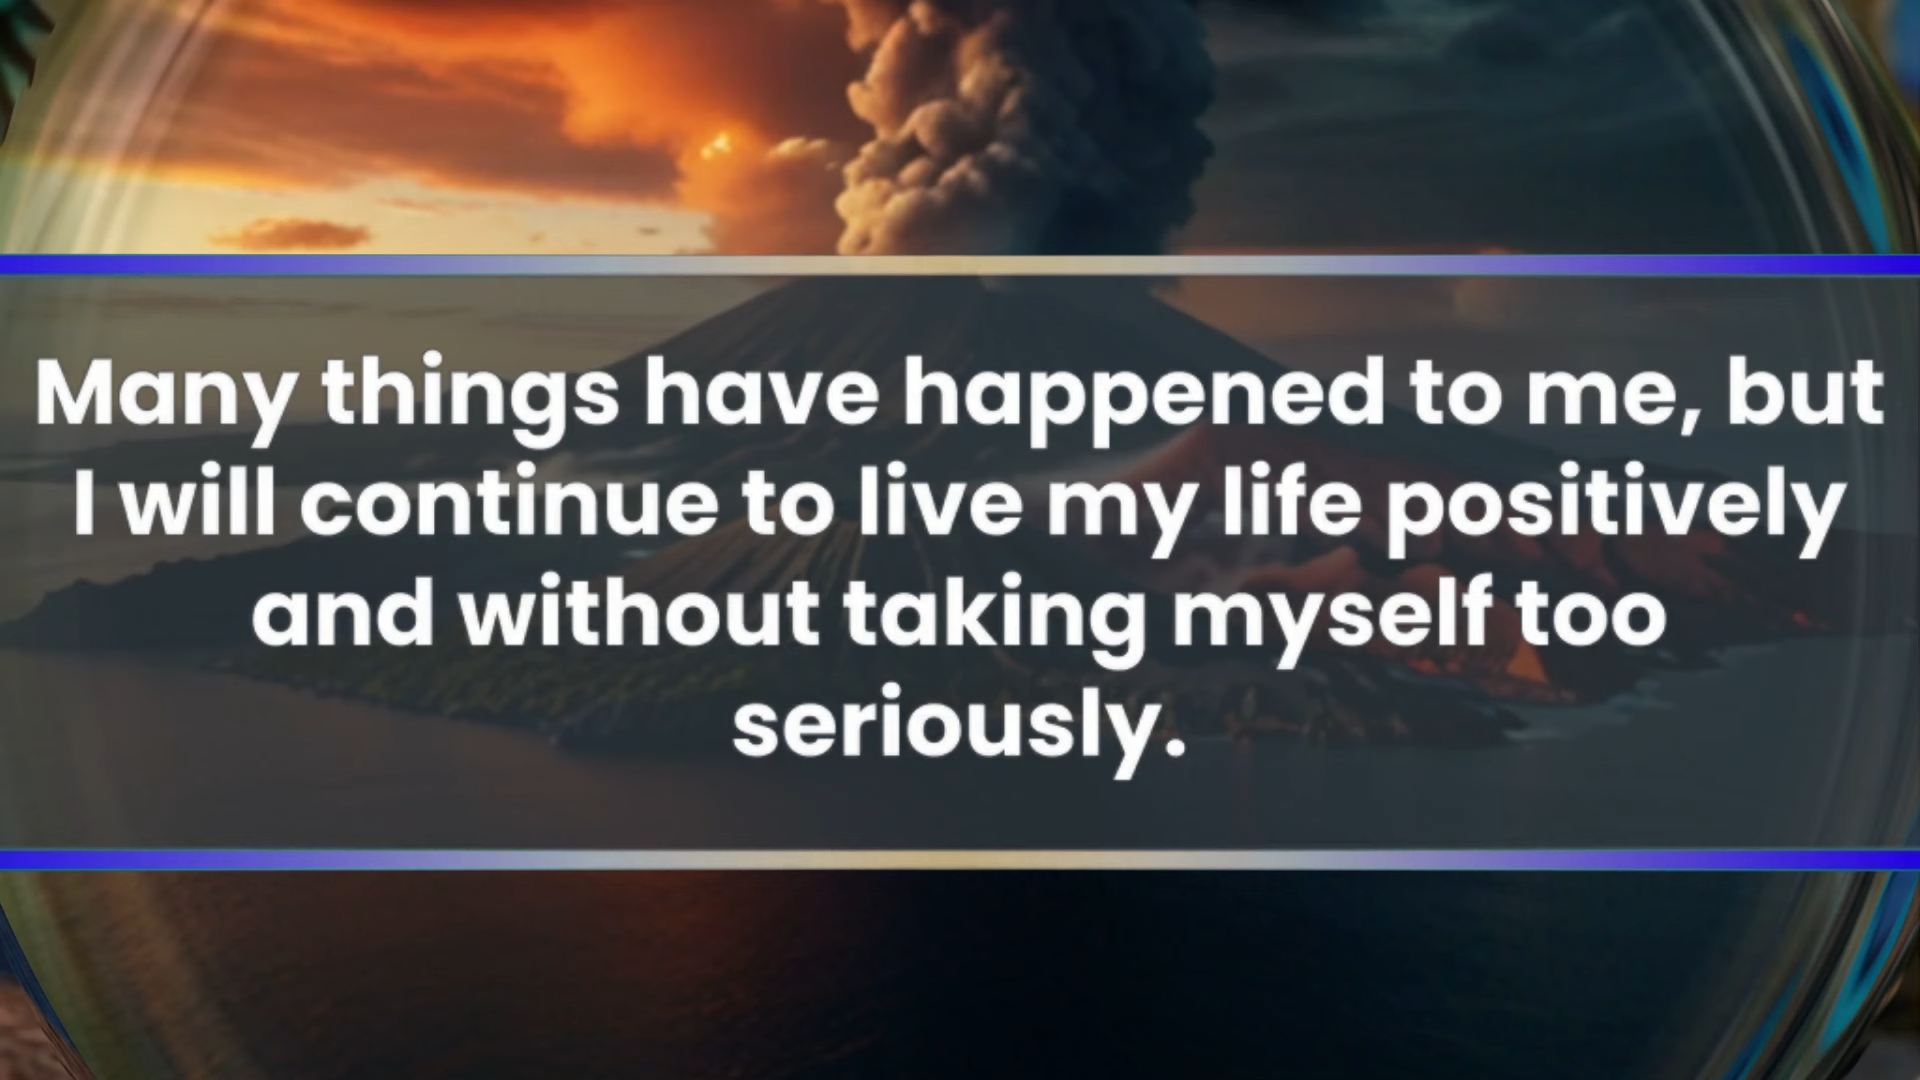 Many things have happened to me, but
I will continue to live my life positively
and without taking myself too
seriously.